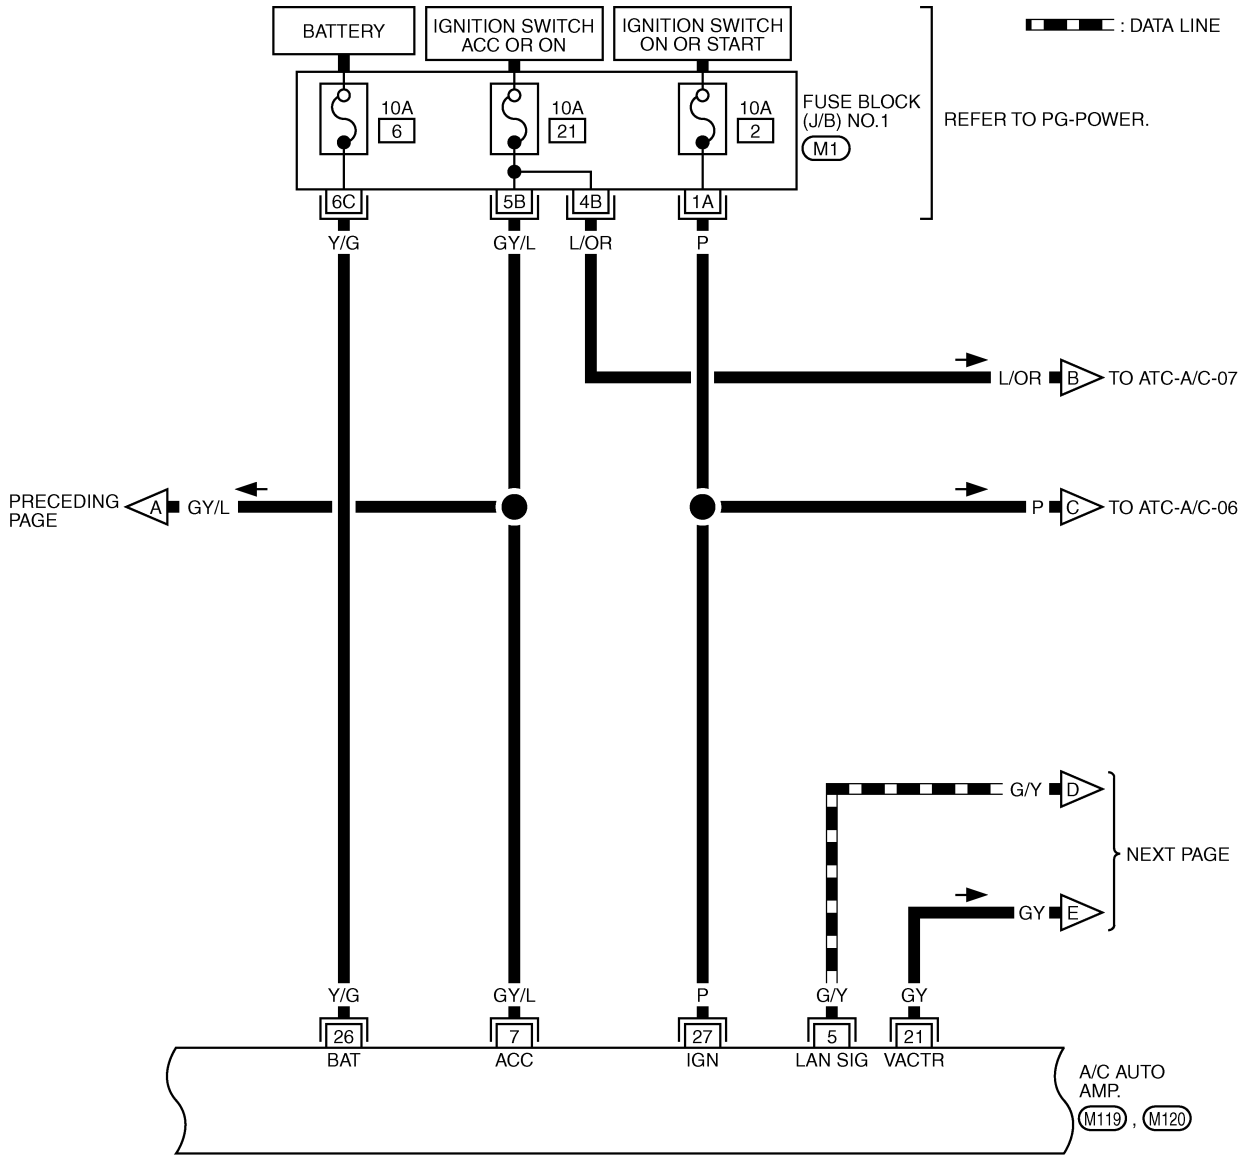 BATTERY
IGNITION SWITCH
ACC OR ON
IGNITION SWITCH
ON OR START
: DATA LINE
10A
6
10A
21
10A
2
FUSE BLOCK
(J/B) NO.1
M1
REFER TO PG-POWER.
6C
5B
4B
1A
Y/G
GY/L
L/OR
P
L/OR
B
TO ATC-A/C-07
PRECEDING
PAGE
A
GY/L
P
C
TO ATC-A/C-06
G/Y
D
NEXT PAGE
GY
E
Y/G
GY/L
P
G/Y
GY
26
7
27
5
21
BAT
ACC
IGN
LAN SIG
VACTR
A/C AUTO
AMP.
M119 , M120